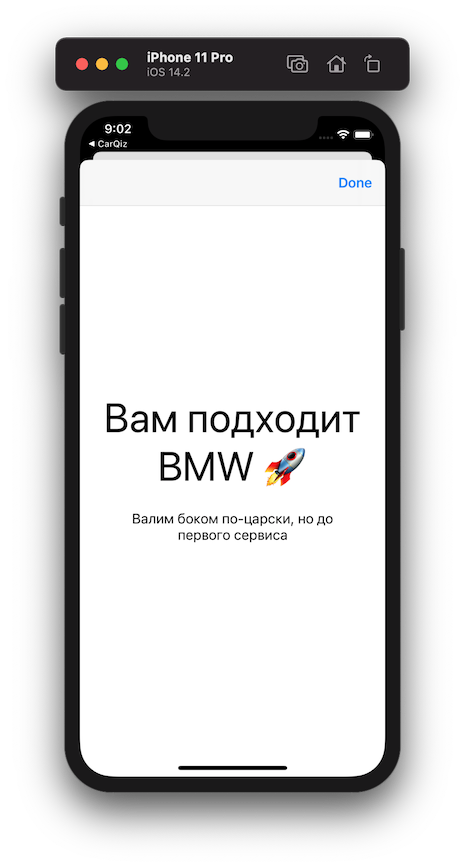 iPhone 11 Pro
iOS 14.2
9:02
◀ CarQiz
Done
Вам подходит
BMW 🚀
Валим боком по-царски, но до
первого сервиса